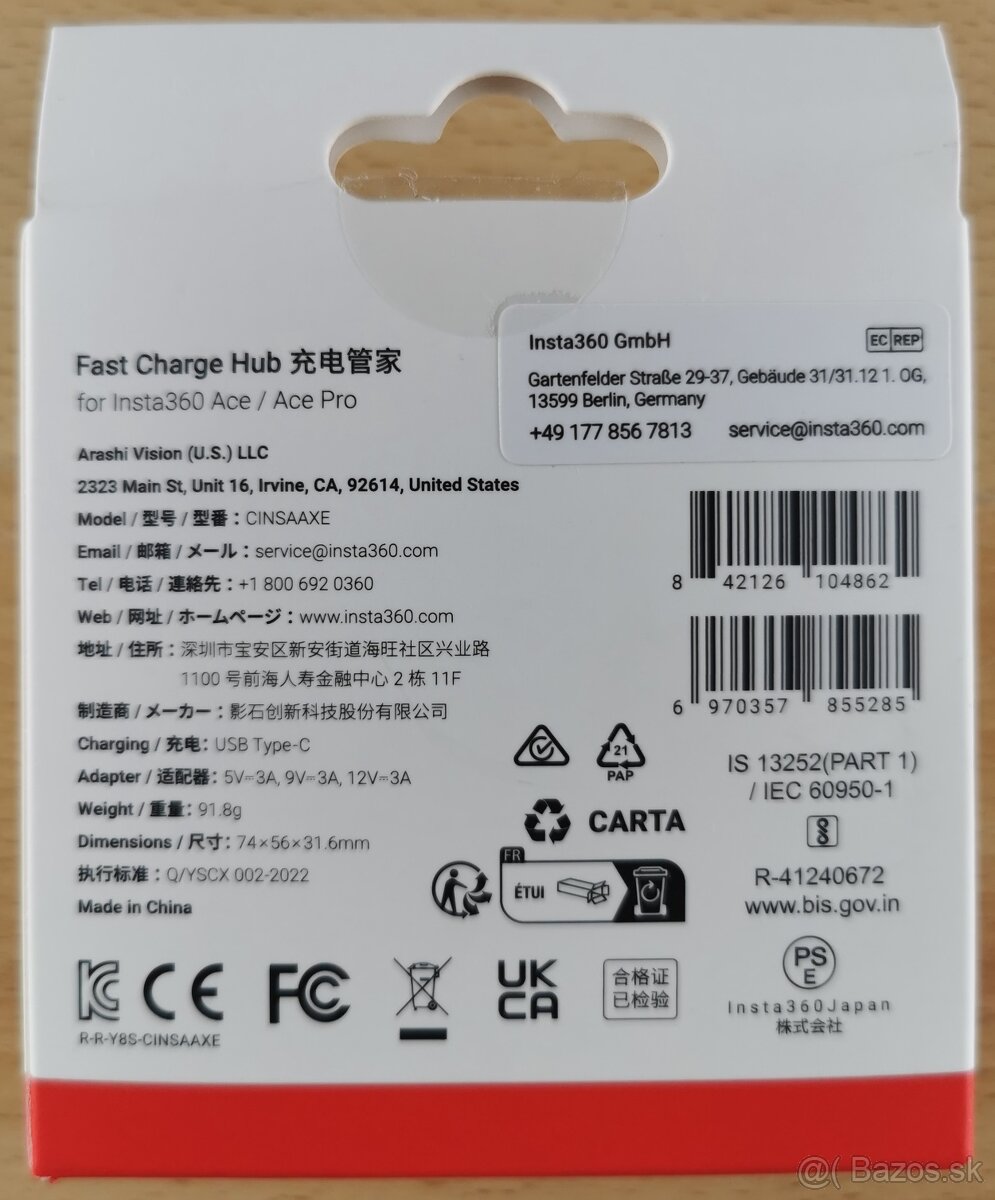 Fast Charge Hub 充电管家
for Insta360 Ace / Ace Pro
Insta360 GmbH
EC REP
Gartenfelder Straße 29-37, Gebäude 31/31.12 1. OG,
13599 Berlin, Germany
+49 177 856 7813 service@insta360.com
Arashi Vision (U.S.) LLC
2323 Main St, Unit 16, Irvine, CA, 92614, United States
Model / 型号 / 型番：CINSAAXE
Email / 邮箱 / メール：service@insta360.com
Tel / 电话 / 連絡先：+1 800 692 0360
Web / 网址 / ホームページ：www.insta360.com
地址 / 住所：深圳市宝安区新安街道海旺社区兴业路
1100 号前海人寿金融中心 2 栋 11F
制造商 / メーカー：影石创新科技股份有限公司
Charging / 充电：USB Type-C
Adapter / 适配器：5V⎓3A, 9V⎓3A, 12V⎓3A
Weight / 重量：91.8g
Dimensions / 尺寸：74×56×31.6mm
执行标准：Q/YSCX 002-2022
Made in China
8 42126 104862
6 970357 855285
21
PAP
CARTA
FR
ÉTUI
IS 13252(PART 1)
/ IEC 60950-1
R-41240672
www.bis.gov.in
KC CE FC
UK
CA
合格证
已检验
PS
E
Insta360Japan
株式会社
R-R-Y8S-CINSAAXE
@( Bazos.sk